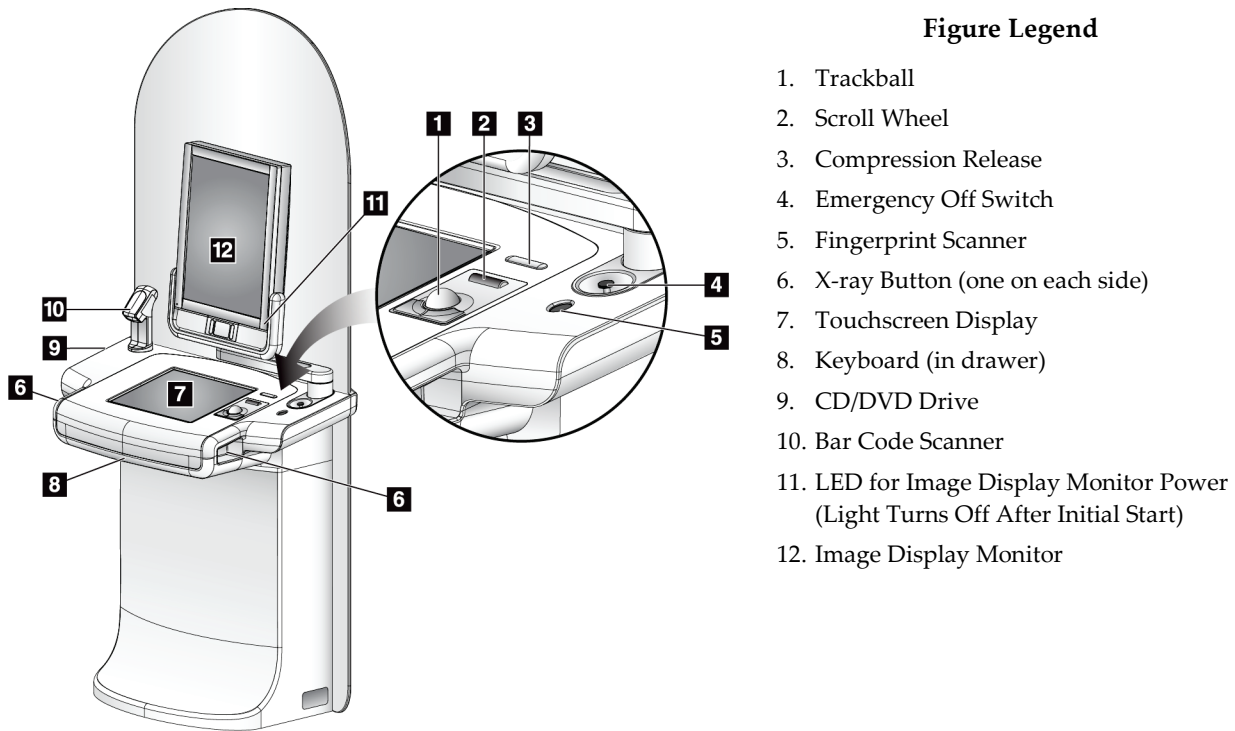 Figure Legend
1. Trackball
2. Scroll Wheel
3. Compression Release
4. Emergency Off Switch
5. Fingerprint Scanner
6. X-ray Button (one on each side)
7. Touchscreen Display
8. Keyboard (in drawer)
9. CD/DVD Drive
10. Bar Code Scanner
11. LED for Image Display Monitor Power
(Light Turns Off After Initial Start)
12. Image Display Monitor
1
2
3
11
12
4
10
5
9
6
7
8
6